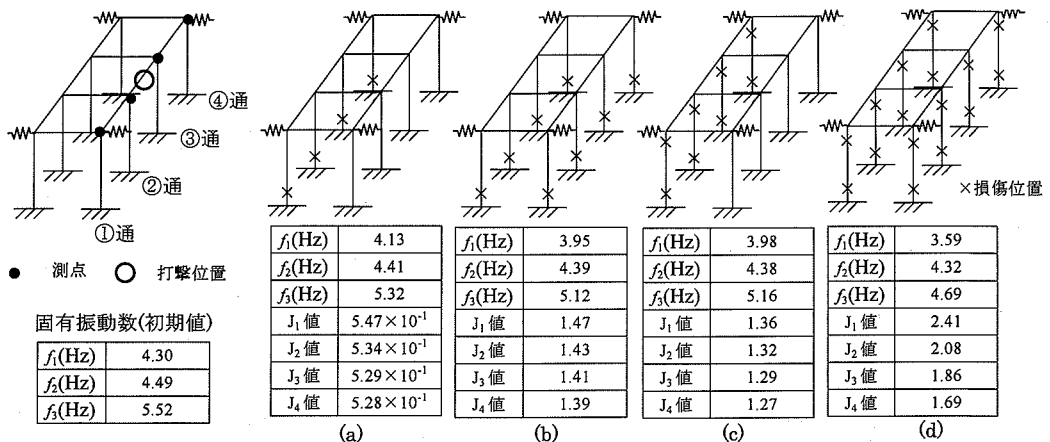 ④通
③通
②通
①通
● 測点 ○ 打撃位置
固有振動数(初期値)
f₁(Hz) 4.30
f₂(Hz) 4.49
f₃(Hz) 5.52
×損傷位置
f₁(Hz) 4.13
f₂(Hz) 4.41
f₃(Hz) 5.32
J₁値 5.47×10⁻¹
J₂値 5.34×10⁻¹
J₃値 5.29×10⁻¹
J₄値 5.28×10⁻¹
(a)
f₁(Hz) 3.95
f₂(Hz) 4.39
f₃(Hz) 5.12
J₁値 1.47
J₂値 1.43
J₃値 1.41
J₄値 1.39
(b)
f₁(Hz) 3.98
f₂(Hz) 4.38
f₃(Hz) 5.16
J₁値 1.36
J₂値 1.32
J₃値 1.29
J₄値 1.27
(c)
f₁(Hz) 3.59
f₂(Hz) 4.32
f₃(Hz) 4.69
J₁値 2.41
J₂値 2.08
J₃値 1.86
J₄値 1.69
(d)